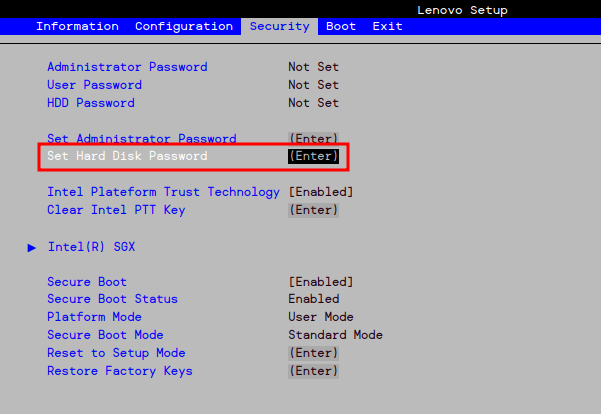 Lenovo Setup
Information Configuration Security Boot Exit
Administrator Password Not Set
User Password Not Set
HDD Password Not Set
Set Administrator Password (Enter)
Set Hard Disk Password (Enter)
Intel Plateform Trust Technology [Enabled]
Clear Intel PTT Key (Enter)
Intel(R) SGX
Secure Boot [Enabled]
Secure Boot Status Enabled
Platform Mode User Mode
Secure Boot Mode Standard Mode
Reset to Setup Mode (Enter)
Restore Factory Keys (Enter)